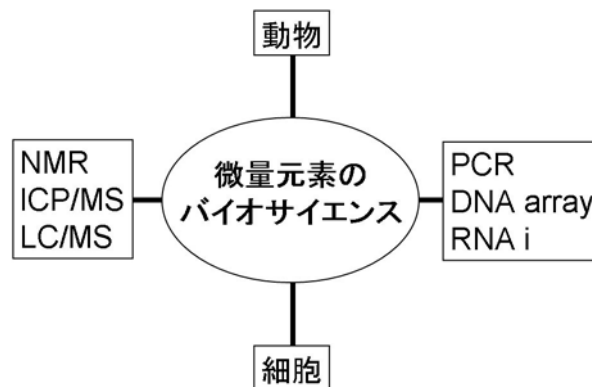 動物
NMR
ICP/MS
LC/MS
微量元素の
バイオサイエンス
PCR
DNA array
RNA i
細胞